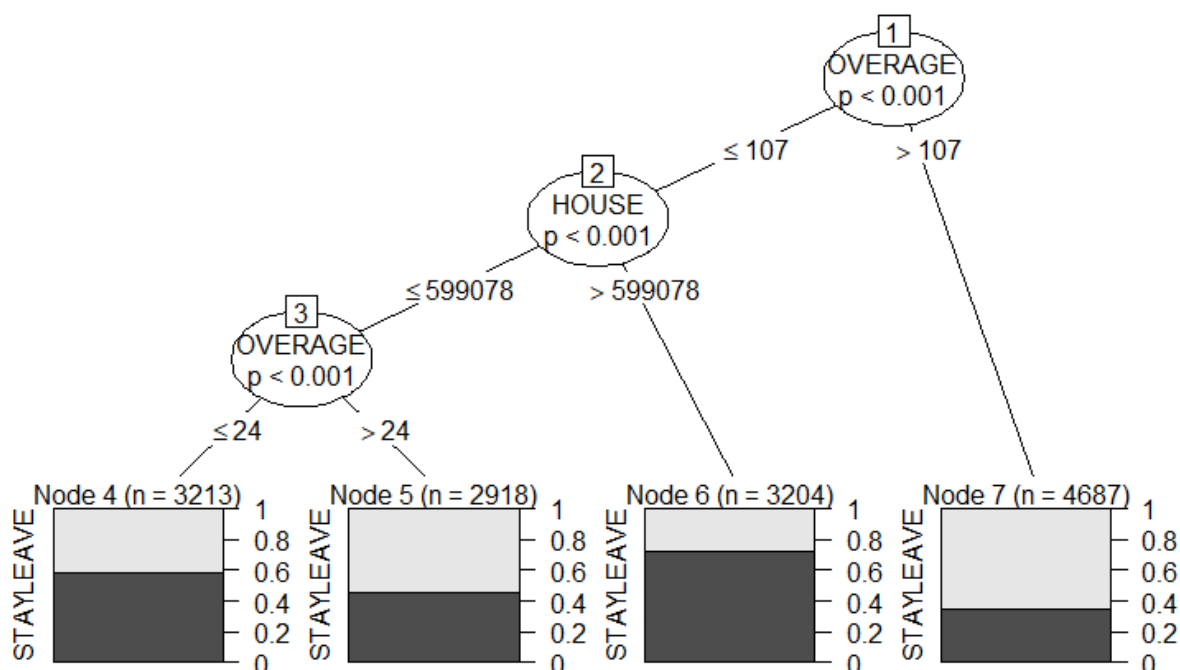 1
OVERAGE
p < 0.001
≤ 107
> 107
2
HOUSE
p < 0.001
≤ 599078
> 599078
3
OVERAGE
p < 0.001
≤ 24
> 24
Node 4 (n = 3213)
STAYLEAVE
1
0.8
0.6
0.4
0.2
0
Node 5 (n = 2918)
STAYLEAVE
1
0.8
0.6
0.4
0.2
0
Node 6 (n = 3204)
STAYLEAVE
1
0.8
0.6
0.4
0.2
0
Node 7 (n = 4687)
STAYLEAVE
1
0.8
0.6
0.4
0.2
0